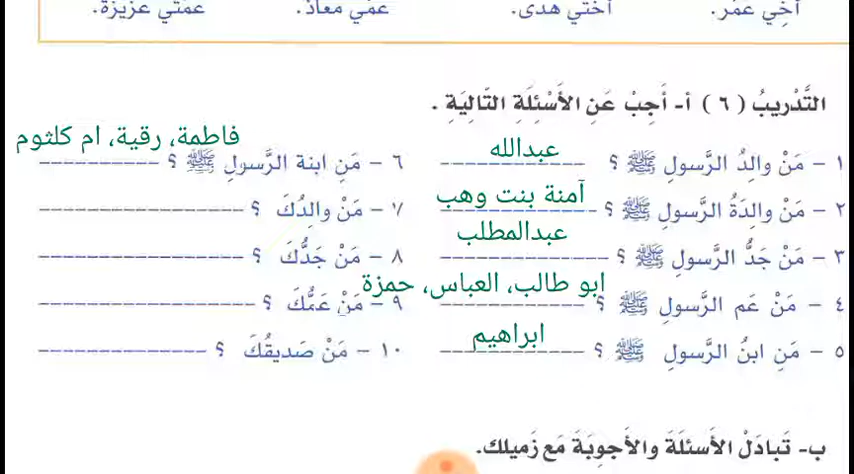 أخي عمر. أختي هدى. عمي معاذ. عمتي عزيزة.
التَّدْريبُ (٦) أ- أَجِبْ عَنِ الأَسْئِلَةِ التّالِيَةِ .
١ - مَنْ والِدُ الرَّسولِ ﷺ ؟ عبدالله
٢ - مَنْ والِدَةُ الرَّسولِ ﷺ ؟ آمنة بنت وهب
٣ - مَنْ جَدُّ الرَّسولِ ﷺ ؟ عبدالمطلب
٤ - مَنْ عَم الرَّسولِ ﷺ ؟ ابو طالب، العباس، حمزة
٥ - مَنِ ابنُ الرَّسولِ ﷺ ؟ ابراهيم
٦ - مَنِ ابنة الرَّسولِ ﷺ ؟ فاطمة، رقية، ام كلثوم
٧ - مَنْ والِدُكَ ؟
٨ - مَنْ جَدُّكَ ؟
٩ - مَنْ عَمُّكَ ؟
١٠ - مَنْ صَديقُكَ ؟
ب- تَبادَلْ الأَسئلَةَ والأَجوِبَةَ مَع زَميلك.